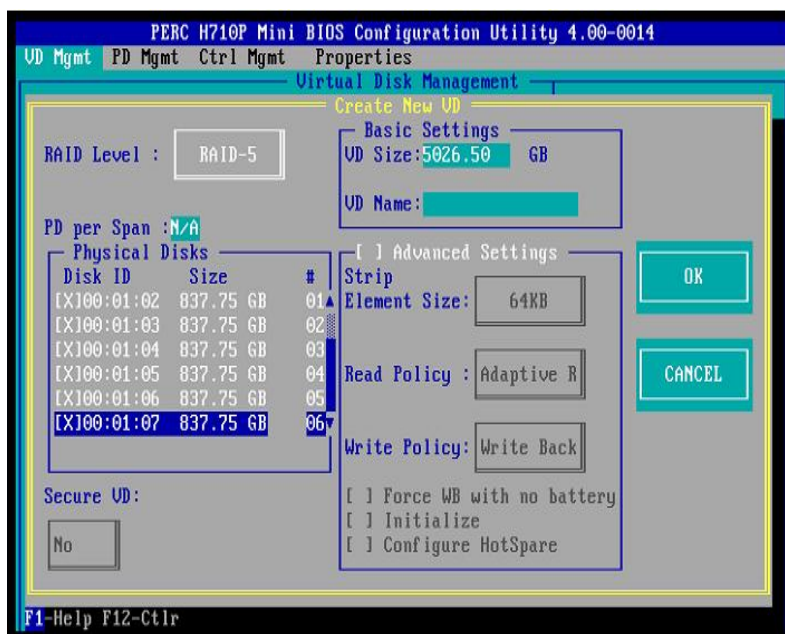 PERC H710P Mini BIOS Configuration Utility 4.00-0014
VD Mgmt PD Mgmt Ctrl Mgmt Properties
Virtual Disk Management
Create New VD
RAID Level : RAID-5
Basic Settings
VD Size:5026.50 GB
VD Name:
PD per Span :N/A
Physical Disks
Disk ID Size #
[X]00:01:02 837.75 GB 01
[X]00:01:03 837.75 GB 02
[X]00:01:04 837.75 GB 03
[X]00:01:05 837.75 GB 04
[X]00:01:06 837.75 GB 05
[X]00:01:07 837.75 GB 06
Secure VD:
No
[ ] Advanced Settings
Strip
Element Size: 64KB
Read Policy : Adaptive R
Write Policy: Write Back
[ ] Force WB with no battery
[ ] Initialize
[ ] Configure HotSpare
OK
CANCEL
F1-Help F12-Ctlr